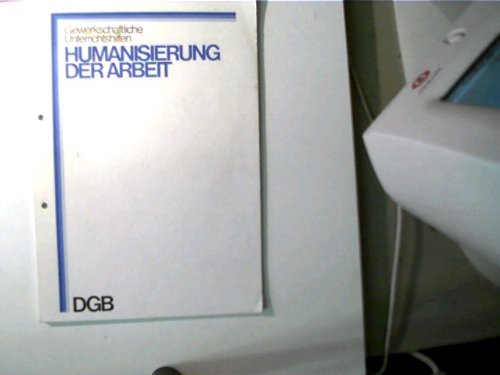 Gewerkschaftliche
Unterrichtshilfen
HUMANISIERUNG
DER ARBEIT
DGB